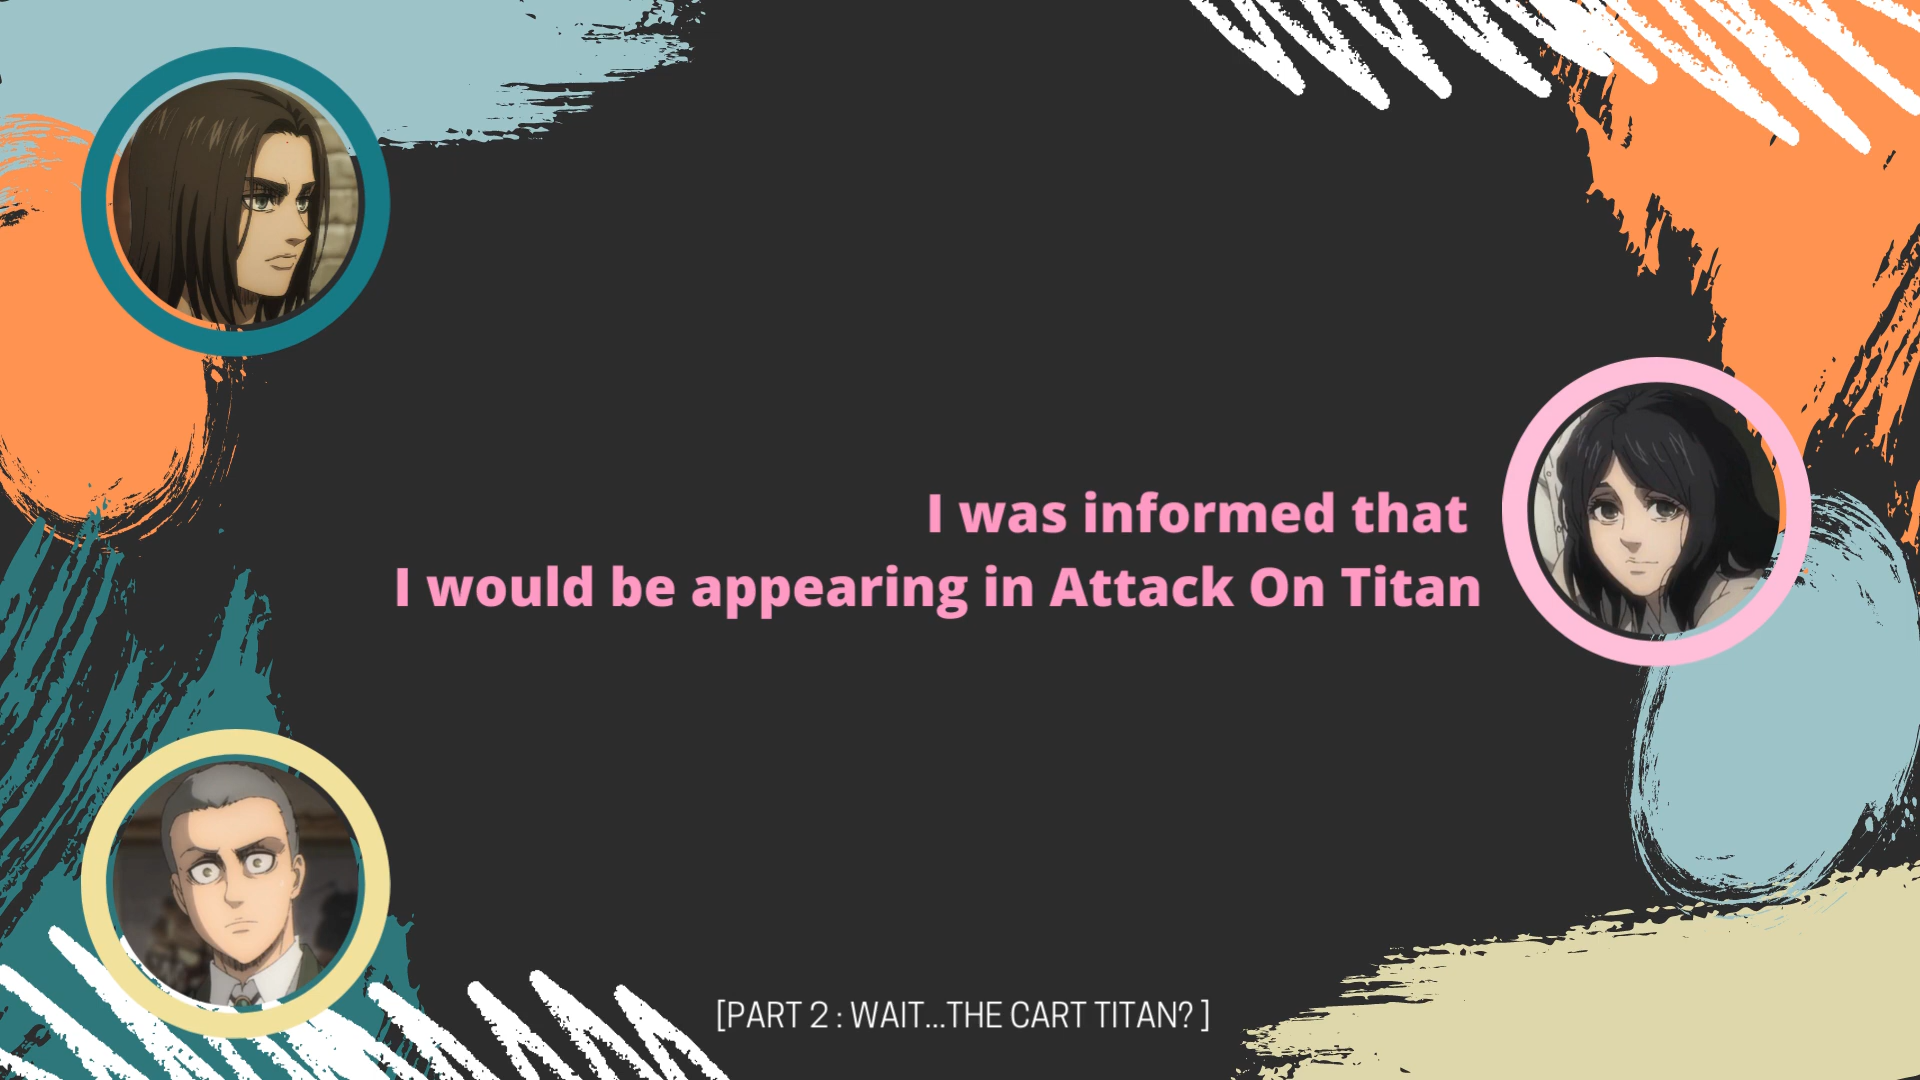 I was informed that
I would be appearing in Attack On Titan
[PART 2 : WAIT...THE CART TITAN? ]